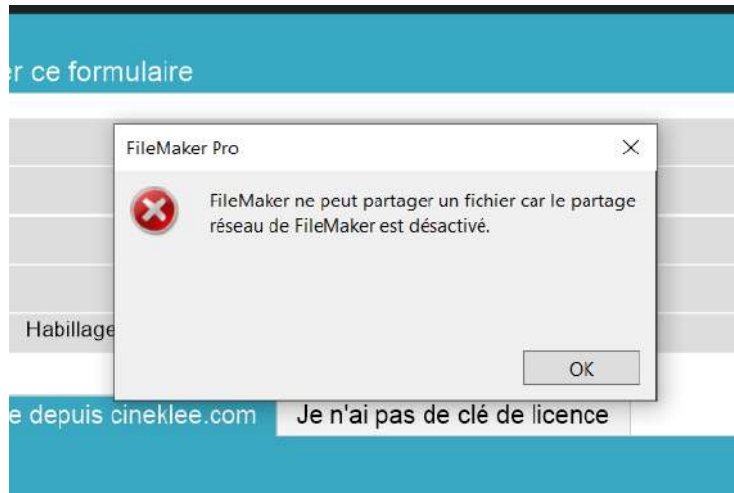 er ce formulaire
FileMaker Pro
FileMaker ne peut partager un fichier car le partage
réseau de FileMaker est désactivé.
Habillage
OK
e depuis cineklee.com
Je n'ai pas de clé de licence